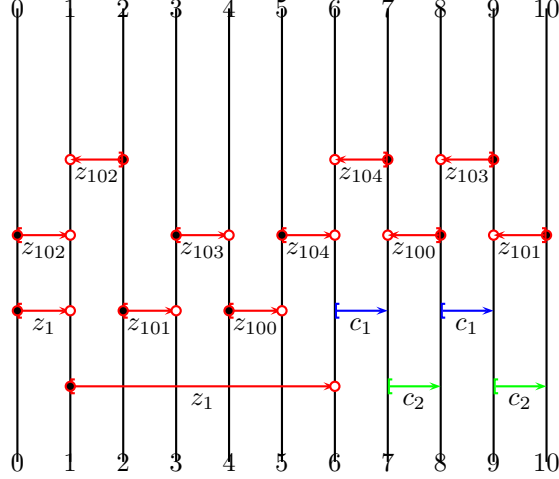 0 1 2 3 4 5 6 7 8 9 10
z₁₀₂ z₁₀₄ z₁₀₃
z₁₀₂ z₁₀₃ z₁₀₄ z₁₀₀ z₁₀₁
z₁ z₁₀₁ z₁₀₀ c₁ c₁
z₁ c₂ c₂
0 1 2 3 4 5 6 7 8 9 10